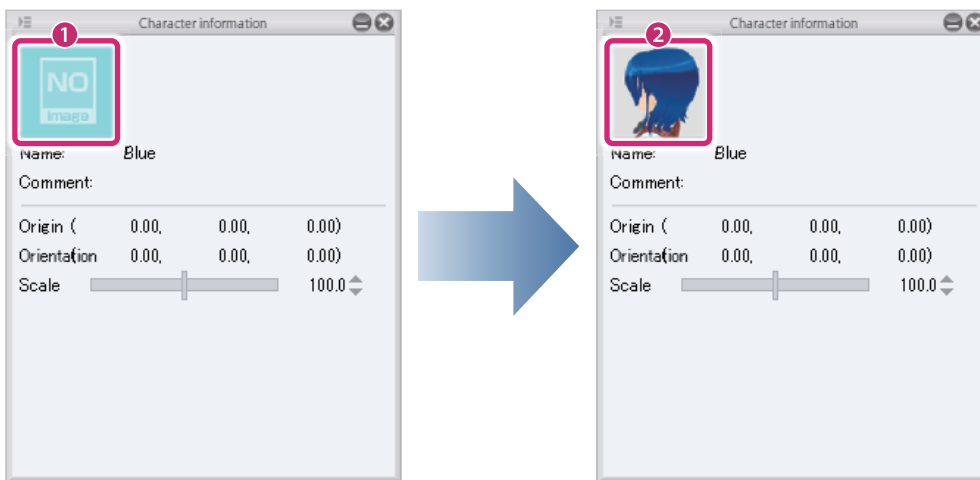 Character information
1
NO
image
Name: Blue
Comment:
Origin ( 0.00, 0.00, 0.00)
Orientation( 0.00, 0.00, 0.00)
Scale 100.0
Character information
2
Name: Blue
Comment:
Origin ( 0.00, 0.00, 0.00)
Orientation( 0.00, 0.00, 0.00)
Scale 100.0